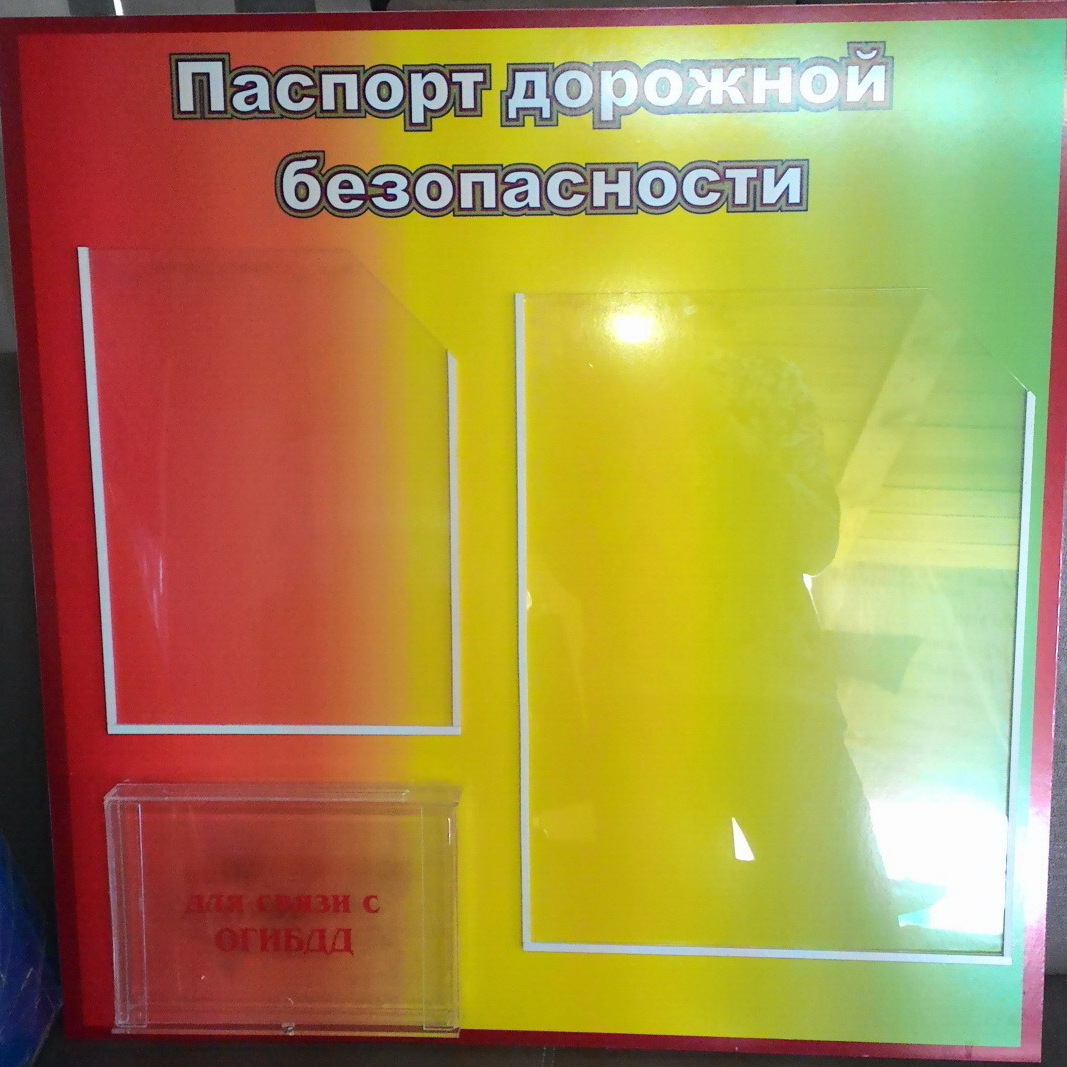 Паспорт дорожной
безопасности
для связи с
ОГИБДД